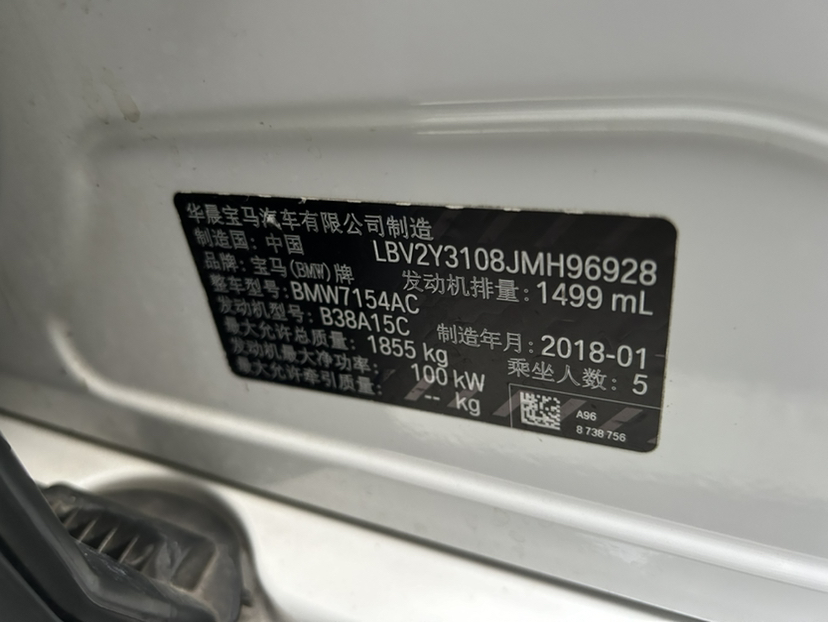 华晨宝马汽车有限公司制造
制造国：中国 LBV2Y3108JMH96928
品牌：宝马(BMW)牌 发动机排量：1499 mL
整车型号：BMW7154AC
发动机型号：B38A15C 制造年月：2018-01
最大允许总质量：1855 kg 乘坐人数：5
发动机最大净功率：100 kW
最大允许牵引质量：-- kg
A96
8 738 756